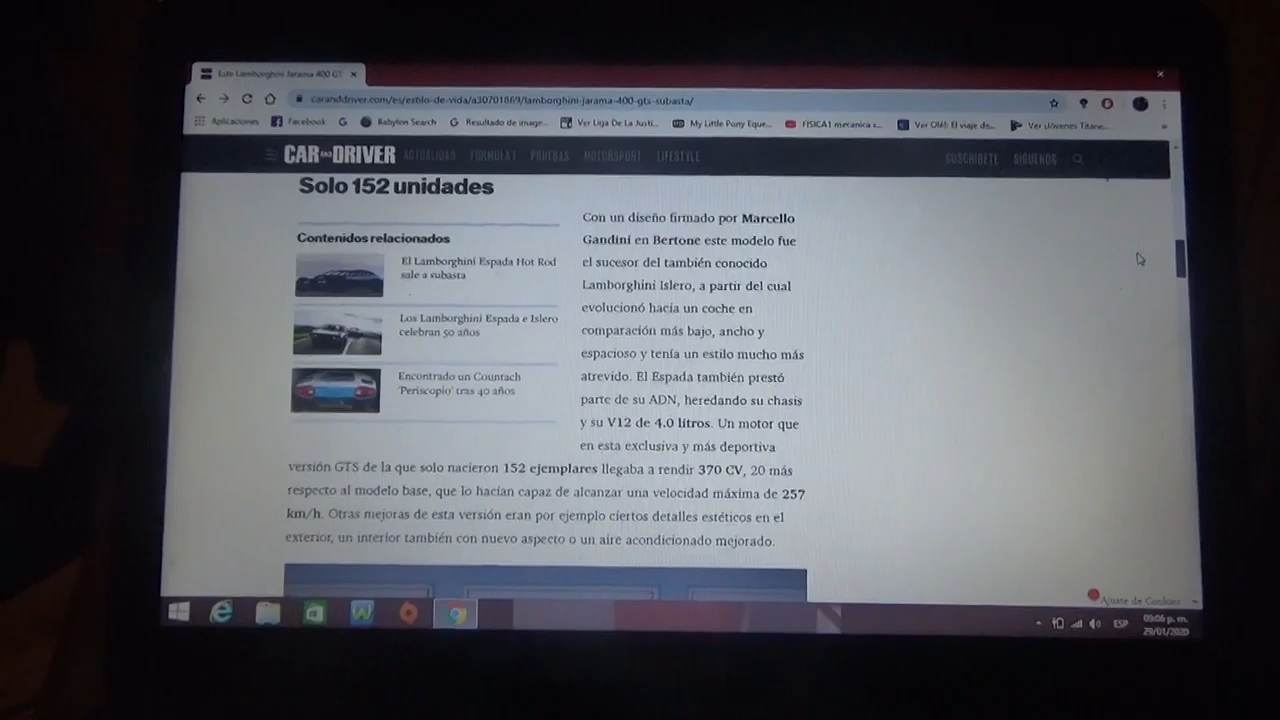 Este Lamborghini Jarama 400 GT
caranddriver.com/es/estilo-de-vida/a30701869/lamborghini-jarama-400-gts-subasta/
Aplicaciones Facebook Babylon Search Resultado de image... Ver Liga De La Justi... My Little Pony Eque... FISICA1 mecanica c... Ver Olé!: El viaje de... Ver Jóvenes Titane...
CAR AND DRIVER ACTUALIDAD FÓRMULA 1 PRUEBAS MOTORSPORT LIFESTYLE SUSCRÍBETE SÍGUENOS
Solo 152 unidades
Contenidos relacionados
El Lamborghini Espada Hot Rod
sale a subasta
Los Lamborghini Espada e Islero
celebran 50 años
Encontrado un Countach
'Periscopio' tras 40 años
Con un diseño firmado por Marcello
Gandini en Bertone este modelo fue
el sucesor del también conocido
Lamborghini Islero, a partir del cual
evolucionó hacia un coche en
comparación más bajo, ancho y
espacioso y tenía un estilo mucho más
atrevido. El Espada también prestó
parte de su ADN, heredando su chasis
y su V12 de 4.0 litros. Un motor que
en esta exclusiva y más deportiva
versión GTS de la que solo nacieron 152 ejemplares llegaba a rendir 370 CV, 20 más
respecto al modelo base, que lo hacían capaz de alcanzar una velocidad máxima de 257
km/h. Otras mejoras de esta versión eran por ejemplo ciertos detalles estéticos en el
exterior, un interior también con nuevo aspecto o un aire acondicionado mejorado.
Ajuste de Cookies
ESP
09:06 p. m.
29/01/2020